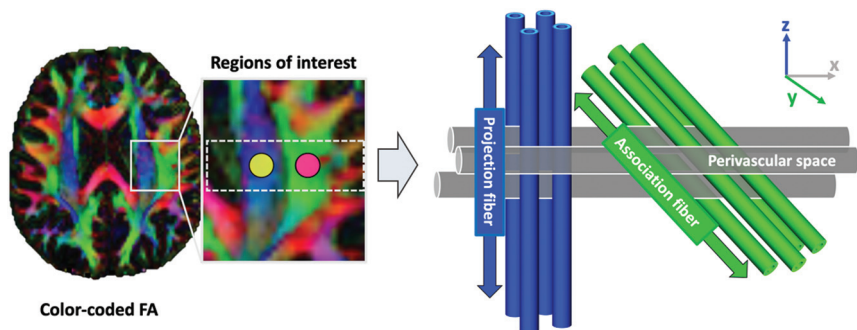 Regions of interest
Color-coded FA
Projection fiber
Association fiber
Perivascular space
z
x
y